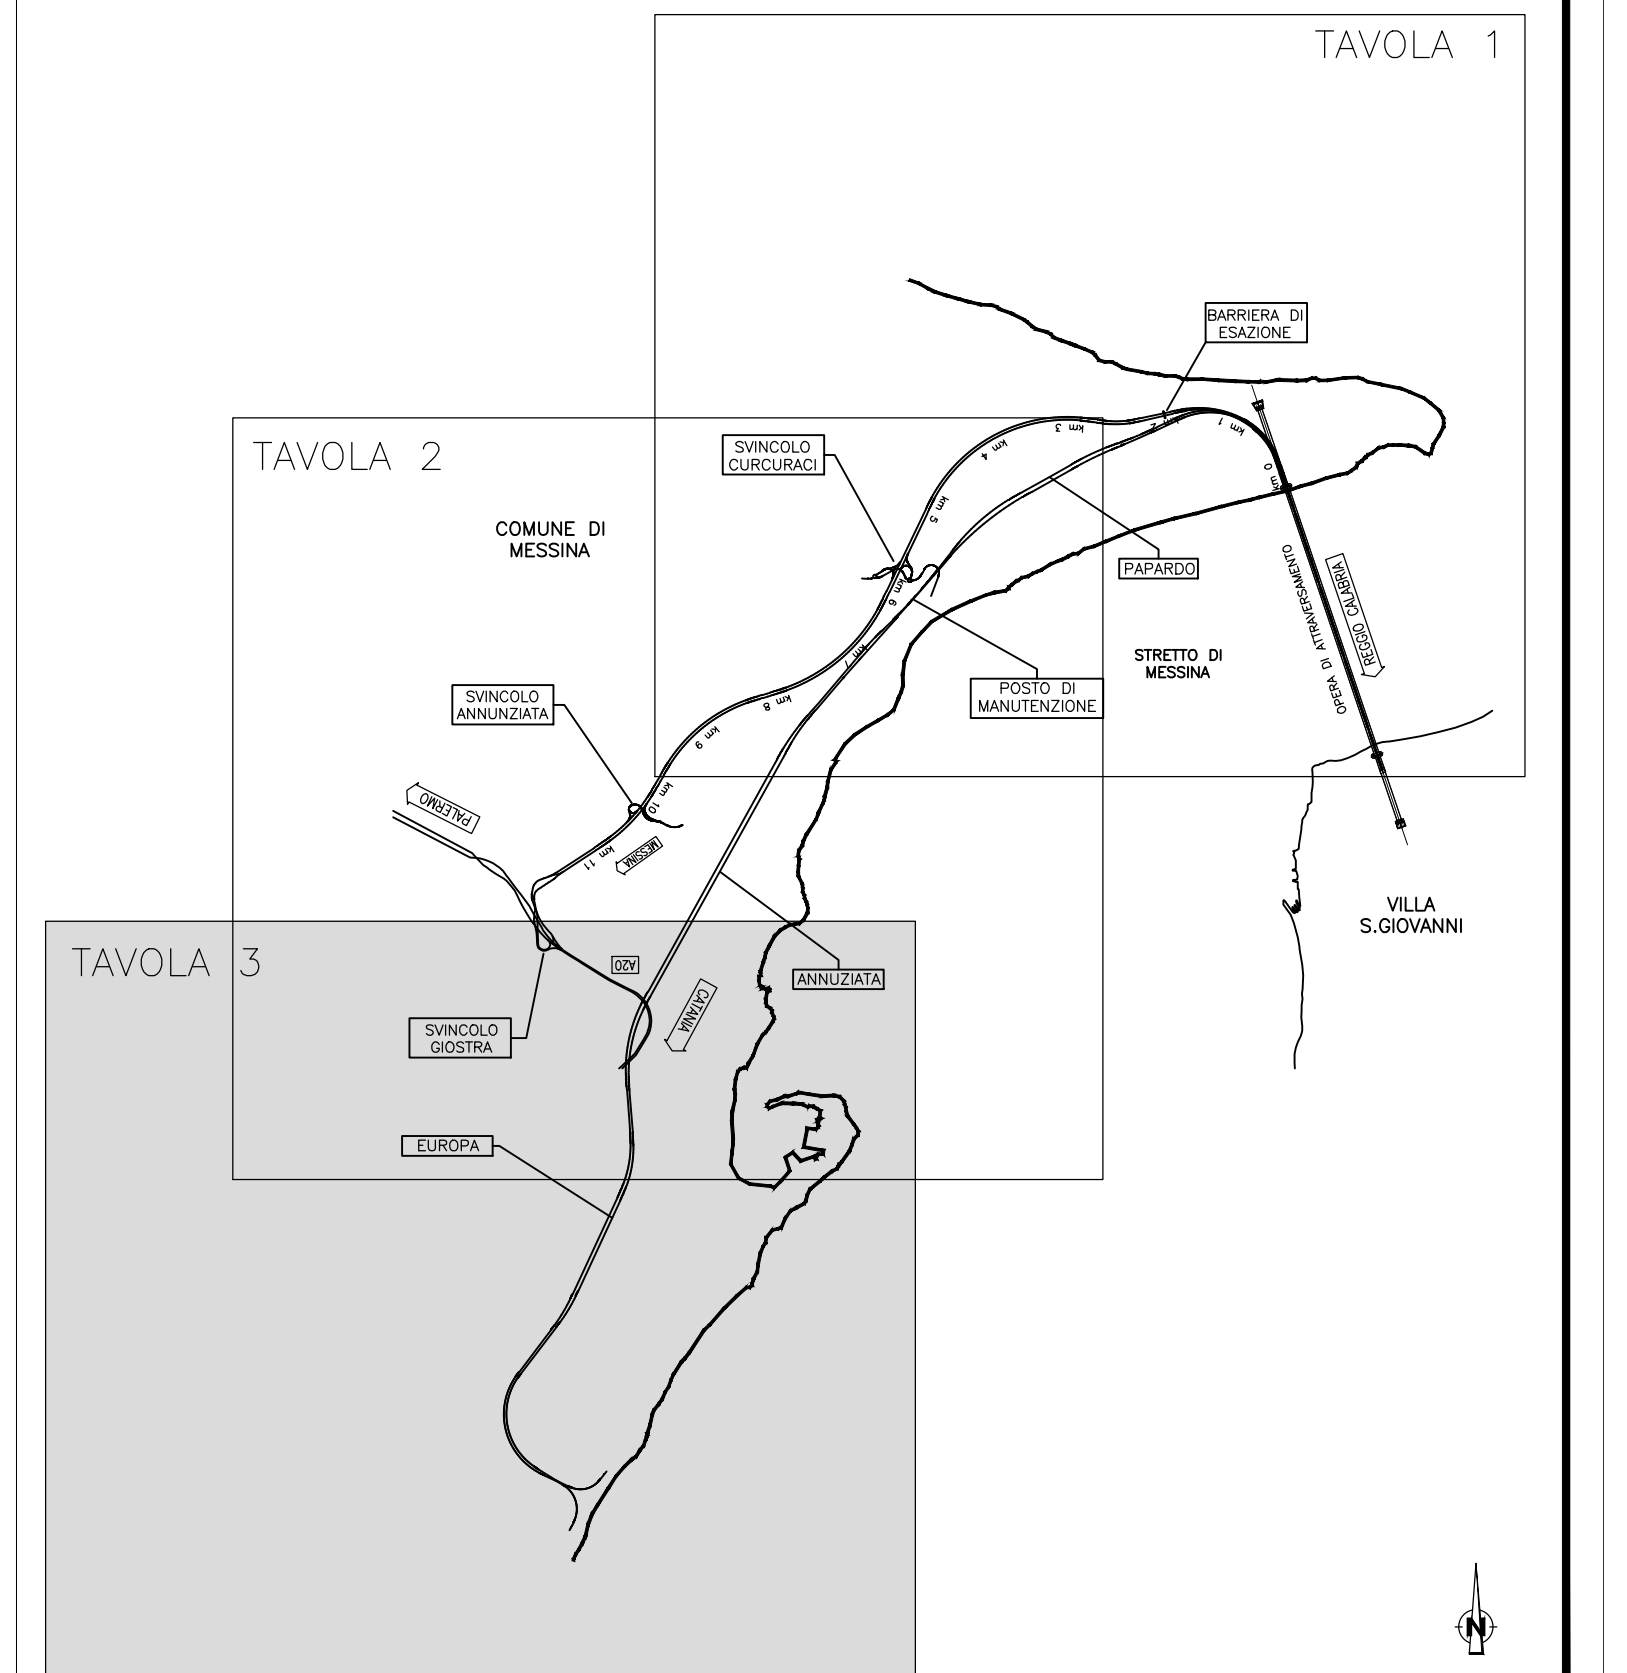 TAVOLA 1
BARRIERA DI
ESAZIONE
km 0
km 1
km 2
km 3
km 4
km 5
km 6
km 7
km 8
km 9
km 10
km 11
TAVOLA 2
SVINCOLO
CURCURACI
COMUNE DI
MESSINA
PAPARDO
OPERA DI ATTRAVERSAMENTO
REGGIO CALABRIA
STRETTO DI
MESSINA
POSTO DI
MANUTENZIONE
SVINCOLO
ANNUNZIATA
PALERMO
MESSINA
VILLA
S.GIOVANNI
TAVOLA 3
A20
ANNUZIATA
CATANIA
SVINCOLO
GIOSTRA
EUROPA
N